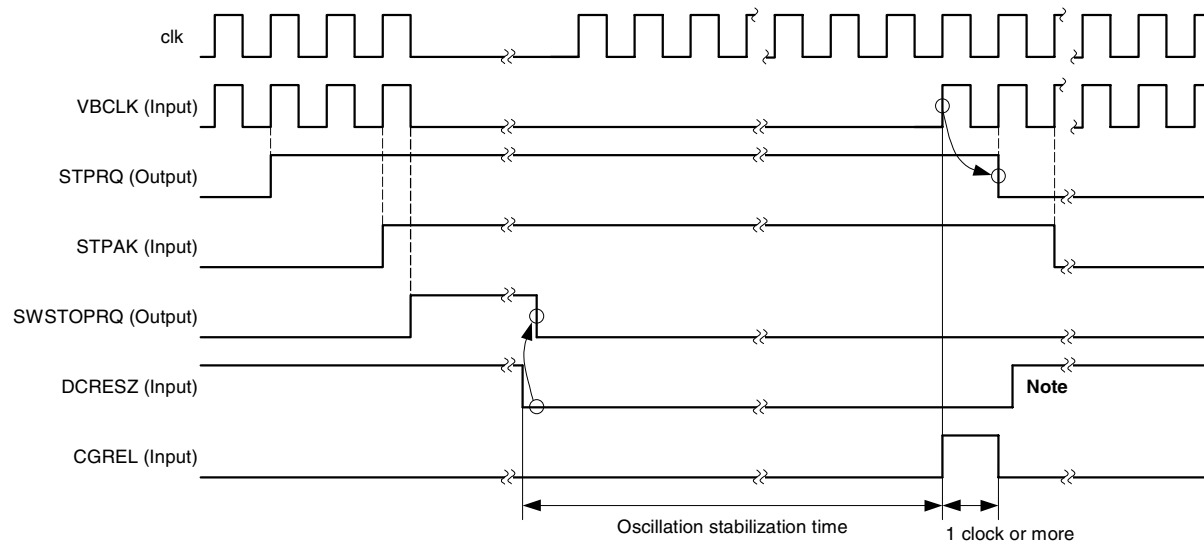 clk
VBCLK (Input)
STPRQ (Output)
STPAK (Input)
SWSTOPRQ (Output)
DCRESZ (Input)
Note
CGREL (Input)
Oscillation stabilization time
1 clock or more